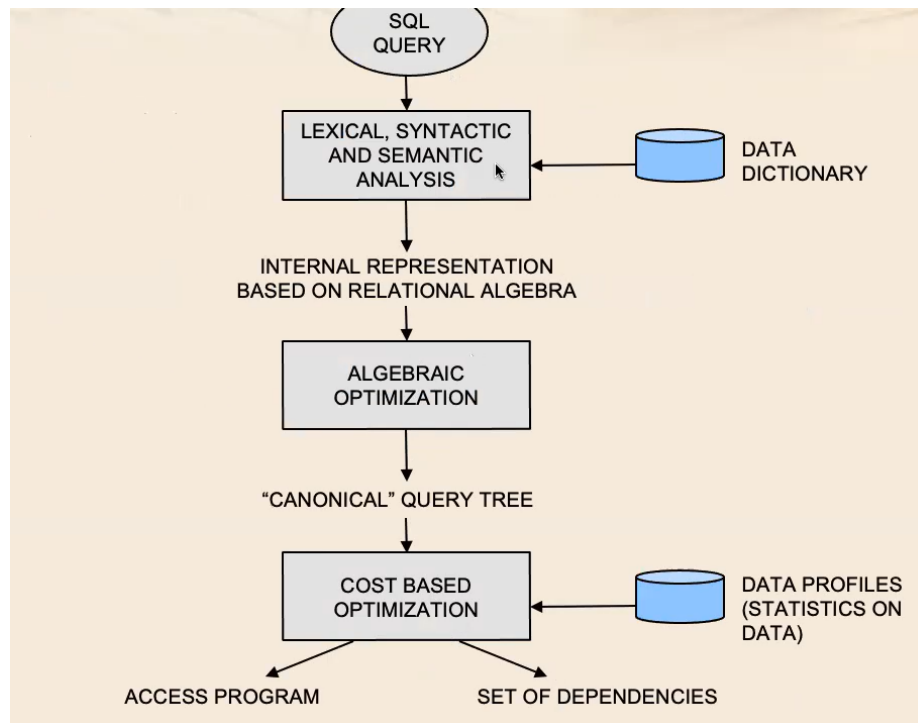 SQL
QUERY
LEXICAL, SYNTACTIC
AND SEMANTIC
ANALYSIS
DATA
DICTIONARY
INTERNAL REPRESENTATION
BASED ON RELATIONAL ALGEBRA
ALGEBRAIC
OPTIMIZATION
“CANONICAL” QUERY TREE
COST BASED
OPTIMIZATION
DATA PROFILES
(STATISTICS ON
DATA)
ACCESS PROGRAM
SET OF DEPENDENCIES